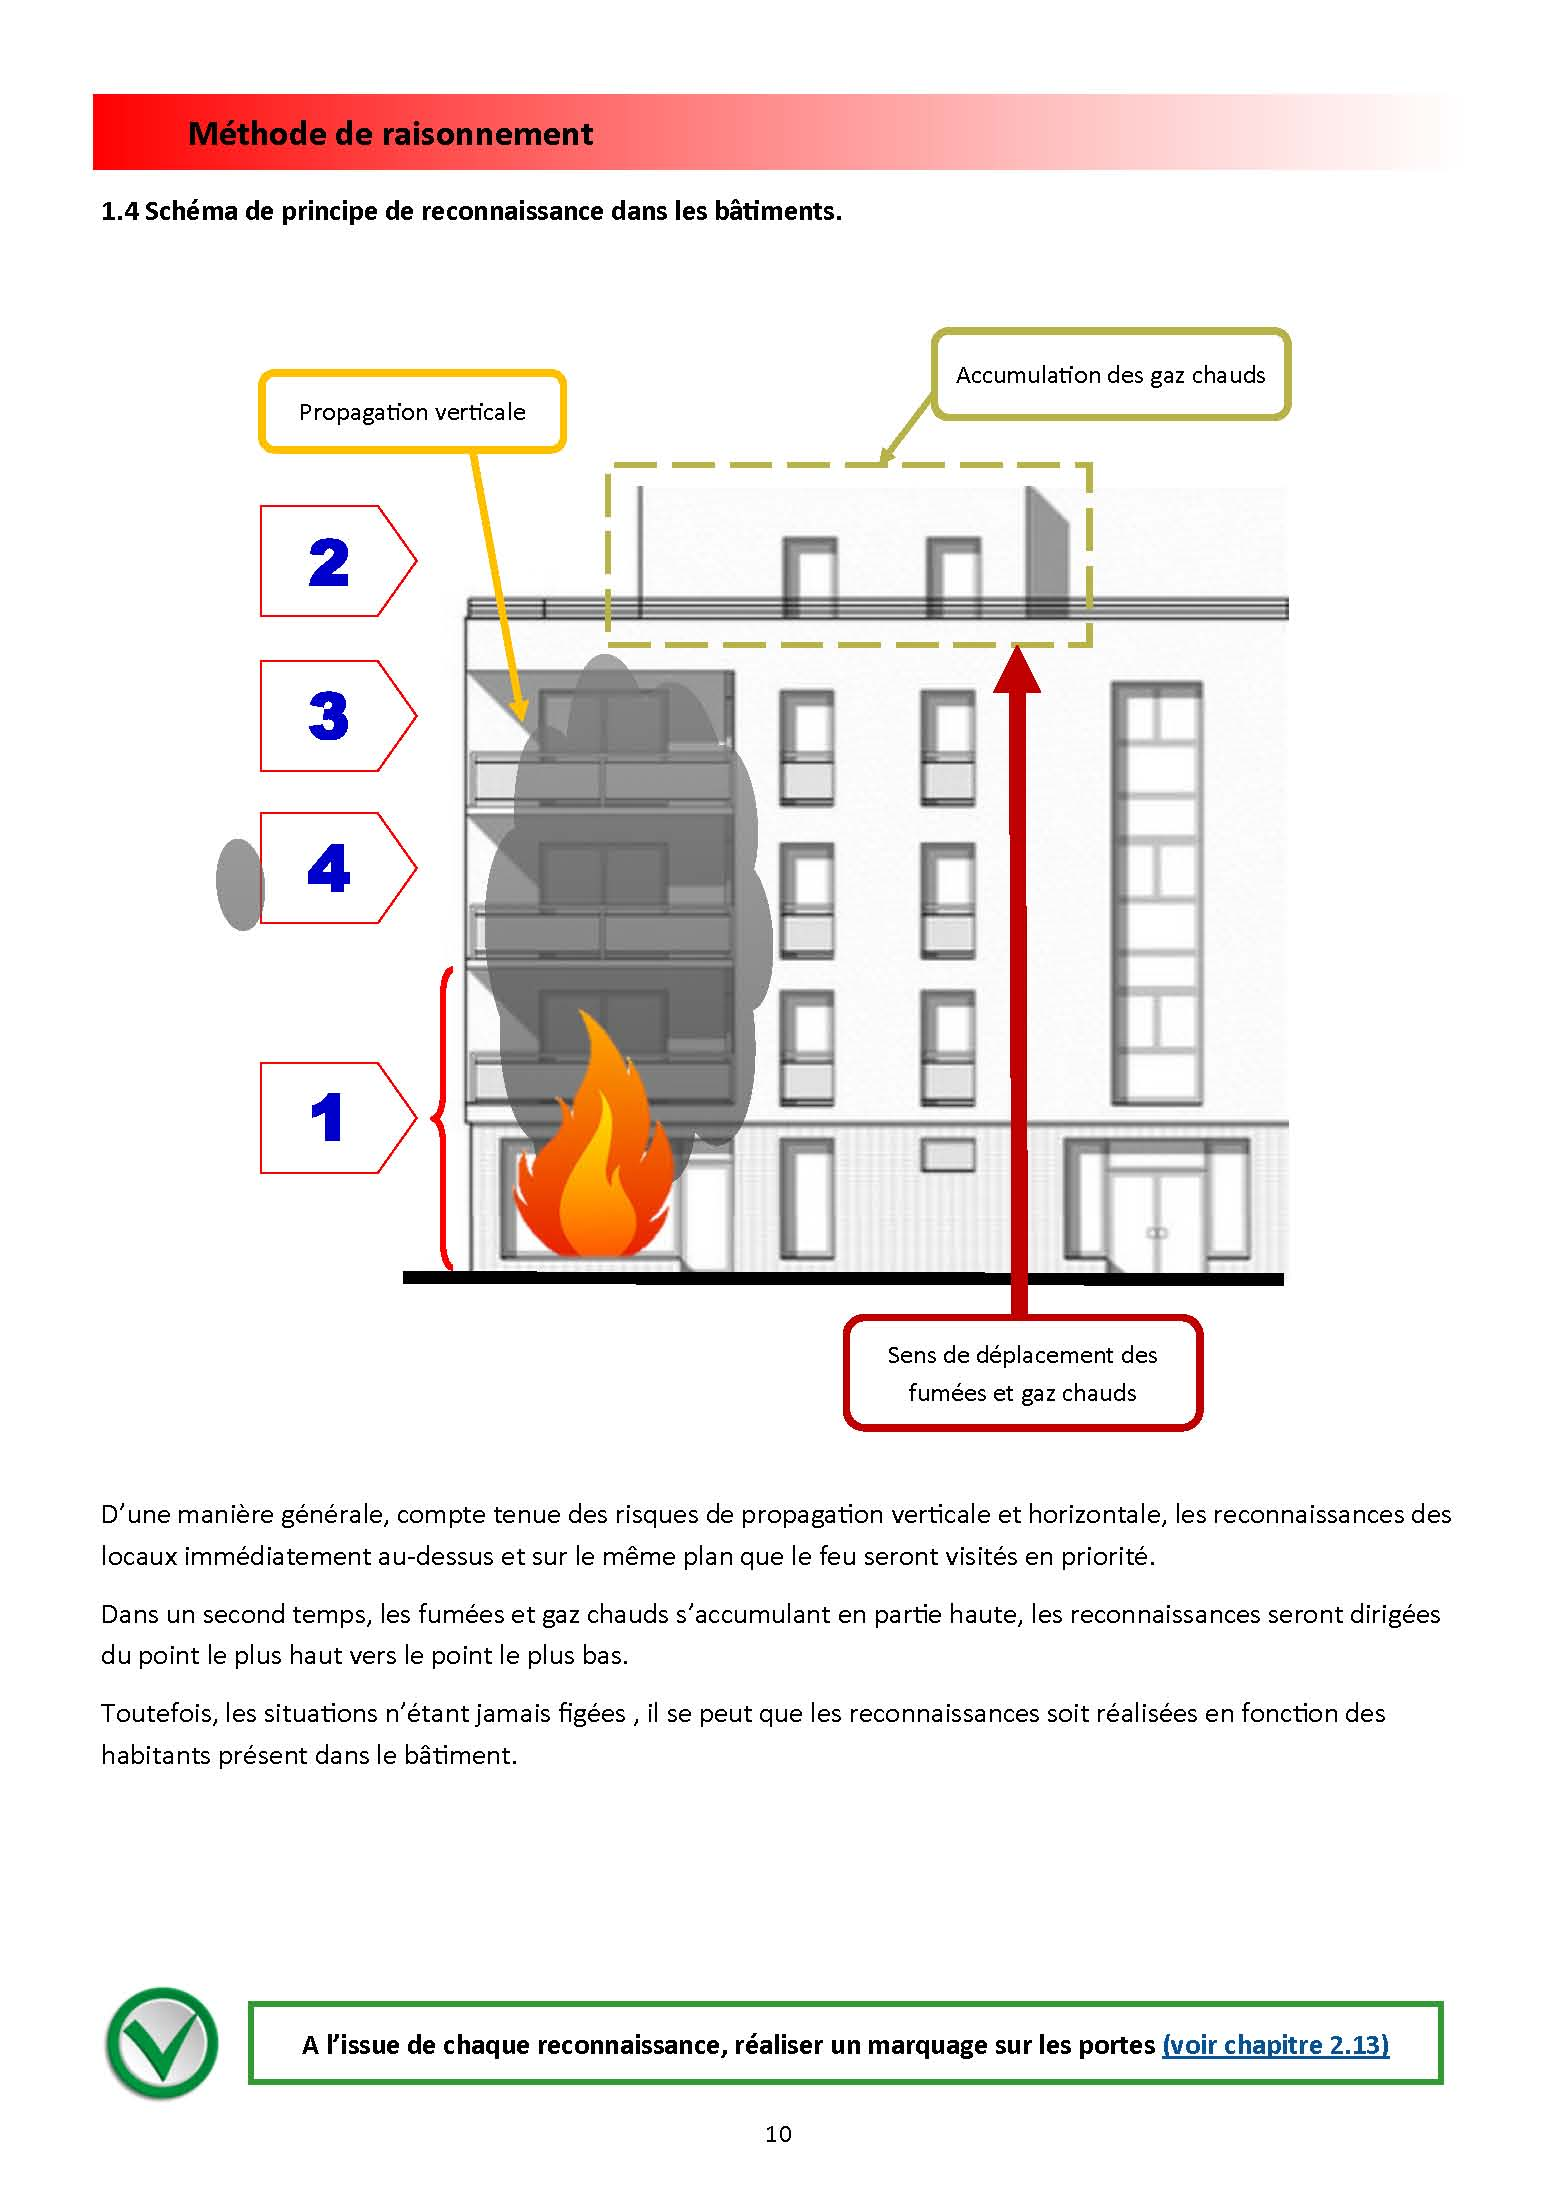 Méthode de raisonnement
1.4 Schéma de principe de reconnaissance dans les bâtiments.
Accumulation des gaz chauds
Propagation verticale
2
3
4
1
Sens de déplacement des
fumées et gaz chauds
D’une manière générale, compte tenue des risques de propagation verticale et horizontale, les reconnaissances des
locaux immédiatement au-dessus et sur le même plan que le feu seront visités en priorité.
Dans un second temps, les fumées et gaz chauds s’accumulant en partie haute, les reconnaissances seront dirigées
du point le plus haut vers le point le plus bas.
Toutefois, les situations n’étant jamais figées , il se peut que les reconnaissances soit réalisées en fonction des
habitants présent dans le bâtiment.
A l’issue de chaque reconnaissance, réaliser un marquage sur les portes (voir chapitre 2.13)
10